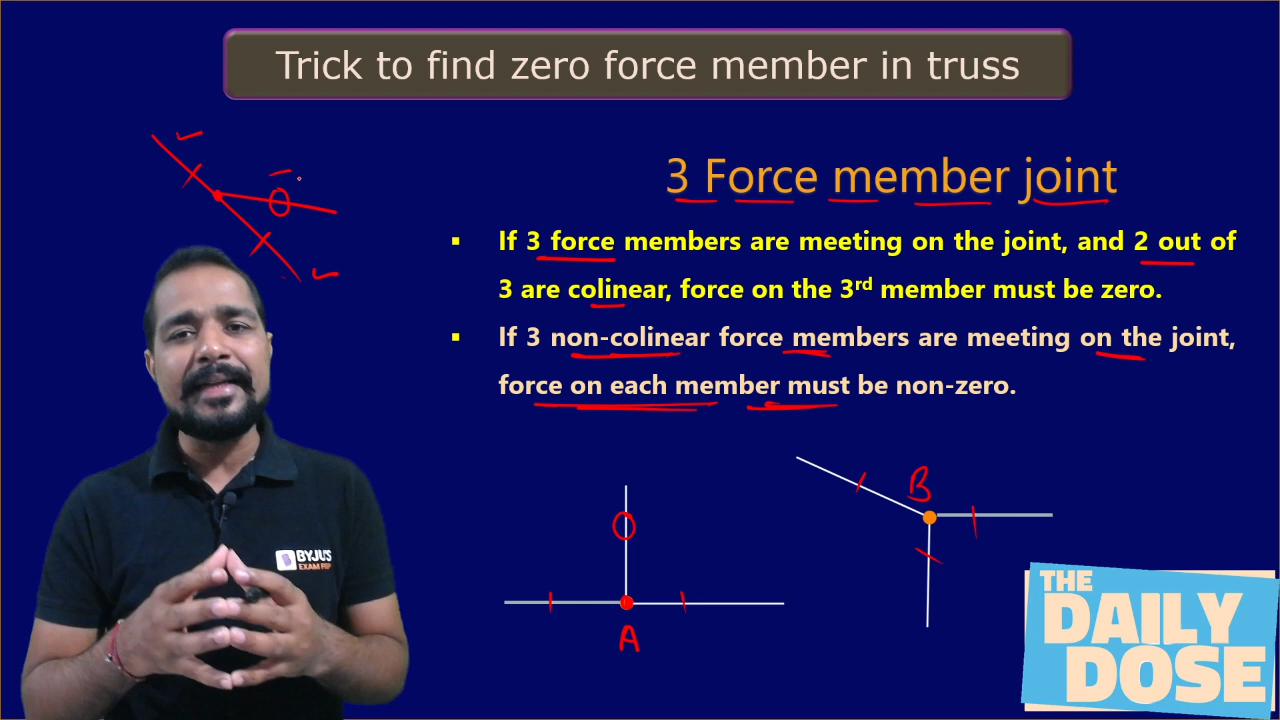 Trick to find zero force member in truss
3 Force member joint
▪ If 3 force members are meeting on the joint, and 2 out of
3 are colinear, force on the 3rd member must be zero.
▪ If 3 non-colinear force members are meeting on the joint,
force on each member must be non-zero.
B
A
BYJU'S
EXAM PREP
THE
DAILY
DOSE